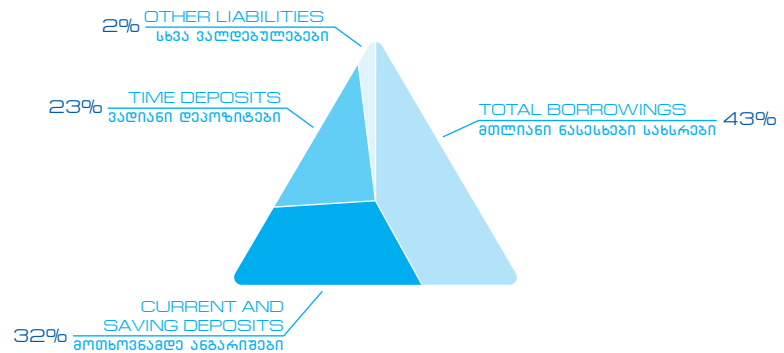 2%
OTHER LIABILITIES
სხვა ვალდებულებები
23%
TIME DEPOSITS
ვადიანი დეპოზიტები
TOTAL BORROWINGS
მთლიანი ნასესხები სახსრები
43%
CURRENT AND
SAVING DEPOSITS
32%
მოთხოვნამდე ანგარიშები